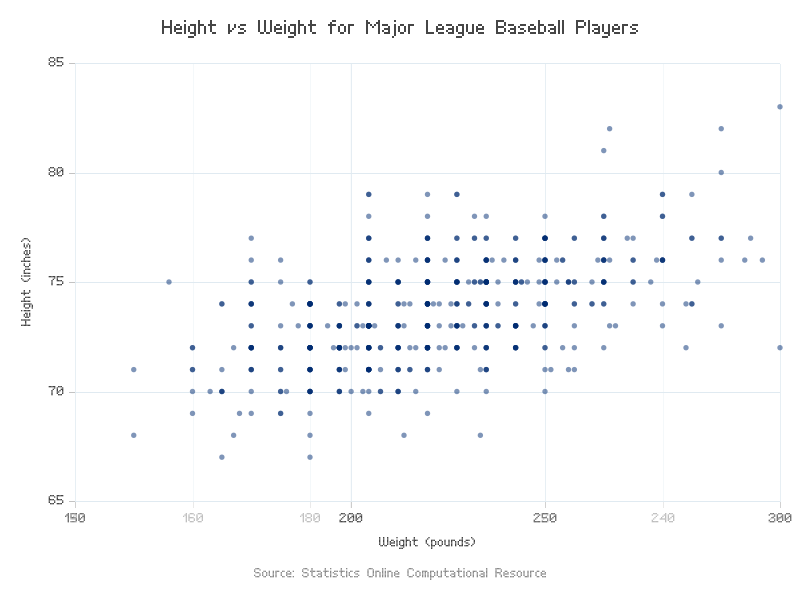 Height vs Weight for Major League Baseball Players
85
80
75
70
65
Height (inches)
150 160 180 200 250 240 300
Weight (pounds)
Source: Statistics Online Computational Resource